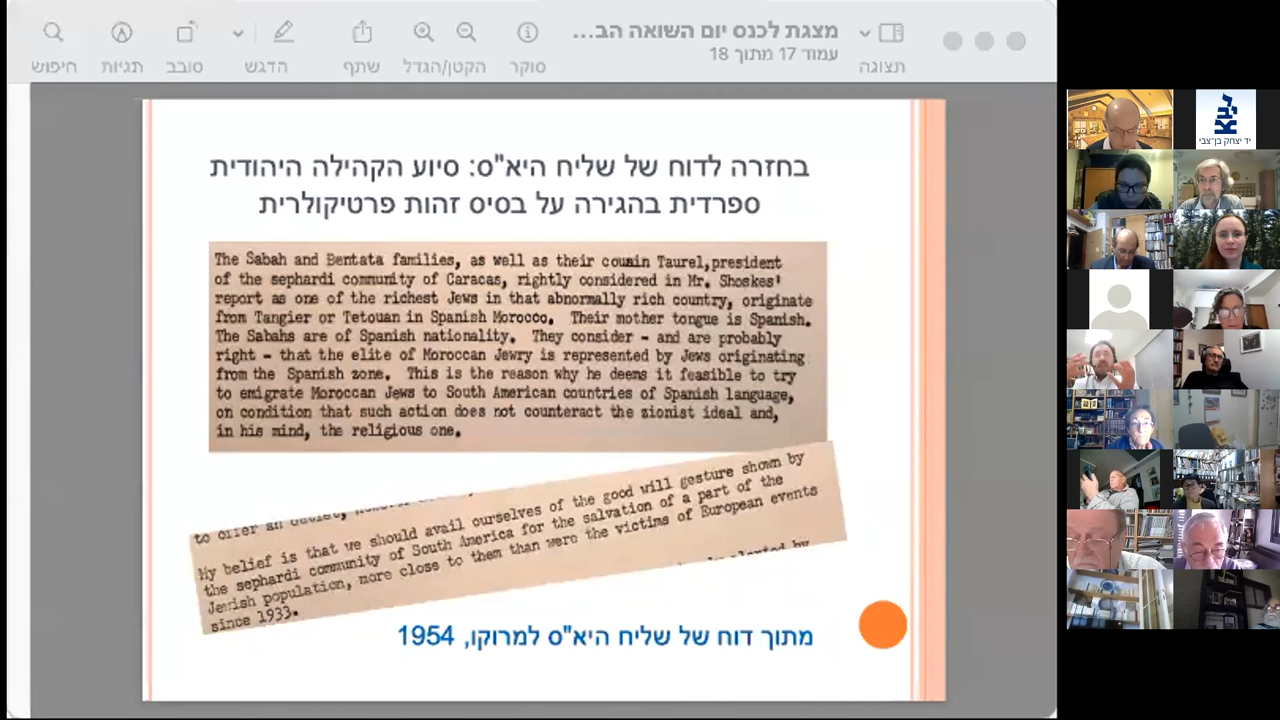 מצגת לכנס יום השואה הב...
עמוד 17 מתוך 18
תצוגה
סוקר
הקטן/הגדל
שתף
הדגש
סובב
תגיות
חיפוש
בחזרה לדוח של שליח היא"ס: סיוע הקהילה היהודית
ספרדית בהגירה על בסיס זהות פרטיקולרית
The Sabah and Bentata families, as well as their cousin Taurel,president
of the sephardi community of Caracas, rightly considered in Mr. Shoskes'
report as one of the richest Jews in that abnormally rich country, originate
from Tangier or Tetouan in Spanish Morocco. Their mother tongue is Spanish.
The Sabahs are of Spanish nationality. They consider - and are probably
right - that the elite of Moroccan Jewry is represented by Jews originating
from the Spanish zone. This is the reason why he deems it feasible to try
to emigrate Moroccan Jews to South American countries of Spanish language,
on condition that such action does not counteract the zionist ideal and,
in his mind, the religious one.
to offer an
My belief is that we should avail ourselves of the good will gesture shown by
the sephardi community of South America for the salvation of a part of the
Jewish population, more close to them than were the victims of European events
since 1933.
מתוך דוח של שליח היא"ס למרוקו, 1954
יד יצחק בן־צבי